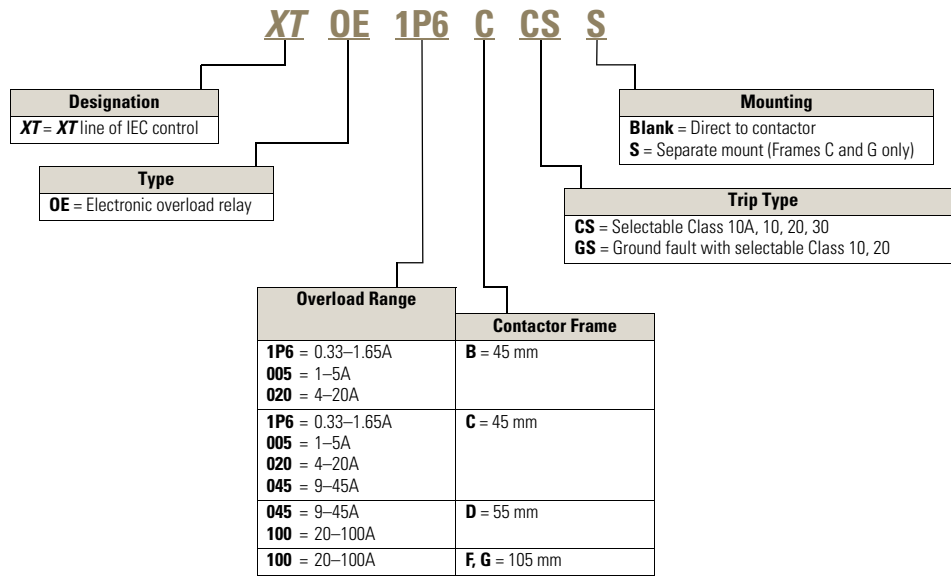 XT OE 1P6 C CS S
Designation
XT = XT line of IEC control
Type
OE = Electronic overload relay
Mounting
Blank = Direct to contactor
S = Separate mount (Frames C and G only)
Trip Type
CS = Selectable Class 10A, 10, 20, 30
GS = Ground fault with selectable Class 10, 20
Overload Range
Contactor Frame
1P6 = 0.33–1.65A
B = 45 mm
005 = 1–5A
020 = 4–20A
1P6 = 0.33–1.65A
C = 45 mm
005 = 1–5A
020 = 4–20A
045 = 9–45A
045 = 9–45A
D = 55 mm
100 = 20–100A
100 = 20–100A
F, G = 105 mm